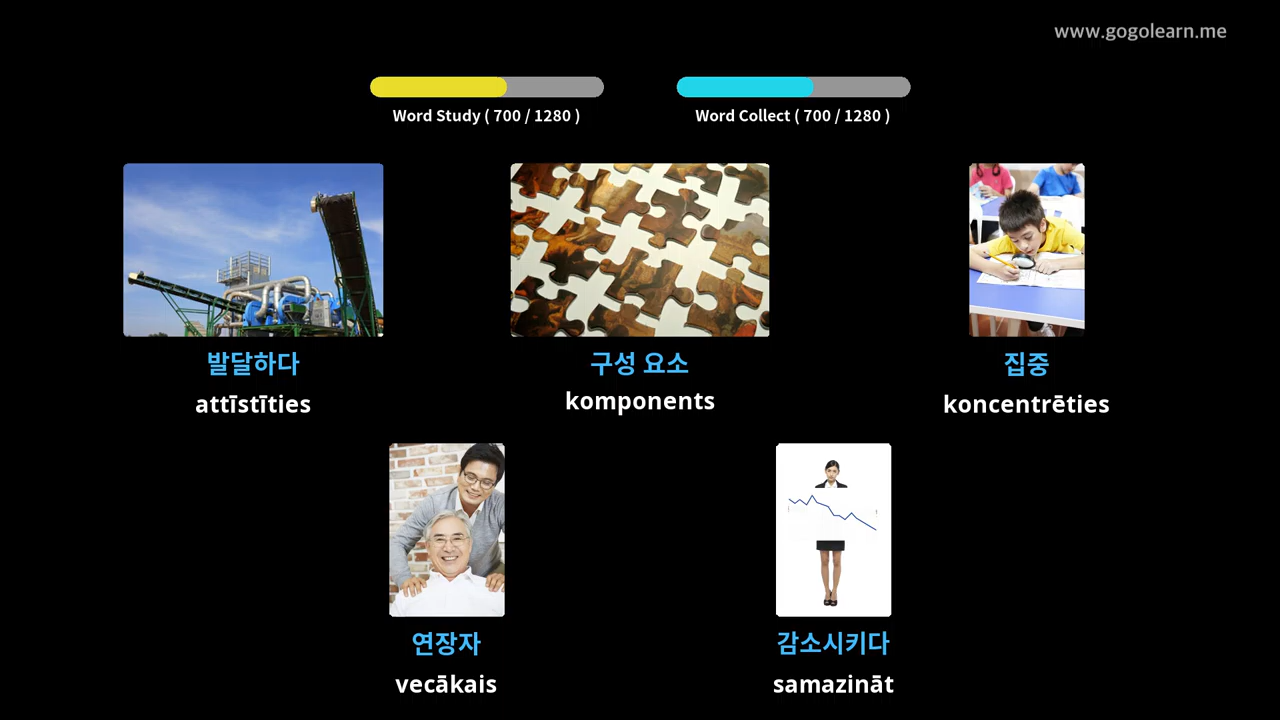 www.gogolearn.me
Word Study ( 700 / 1280 )
Word Collect ( 700 / 1280 )
발달하다
구성 요소
집중
attīstīties
komponents
koncentrēties
연장자
감소시키다
vecākais
samazināt